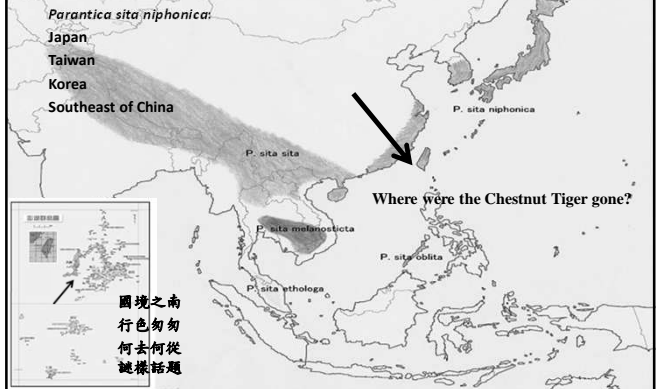 Parantica sita niphonica:
Japan
Taiwan
Korea
Southeast of China
P. sita niphonica
P. sita sita
Where were the Chestnut Tiger gone?
P. sita melanosticta
P. sita oblita
P. sita ethologa
國境之南
行色匆匆
何去何從
謎樣話題